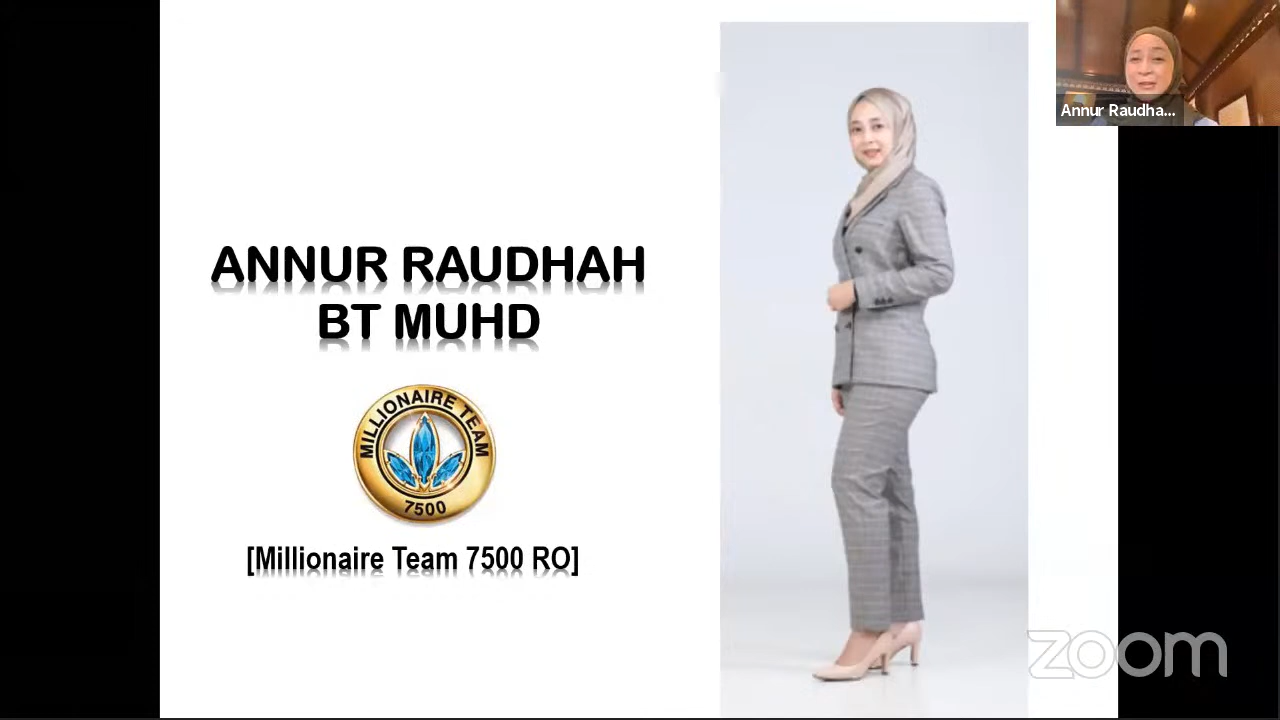 Annur Raudha...
ANNUR RAUDHAH
BT MUHD
MILLIONAIRE TEAM
7500
[Millionaire Team 7500 RO]
zoom